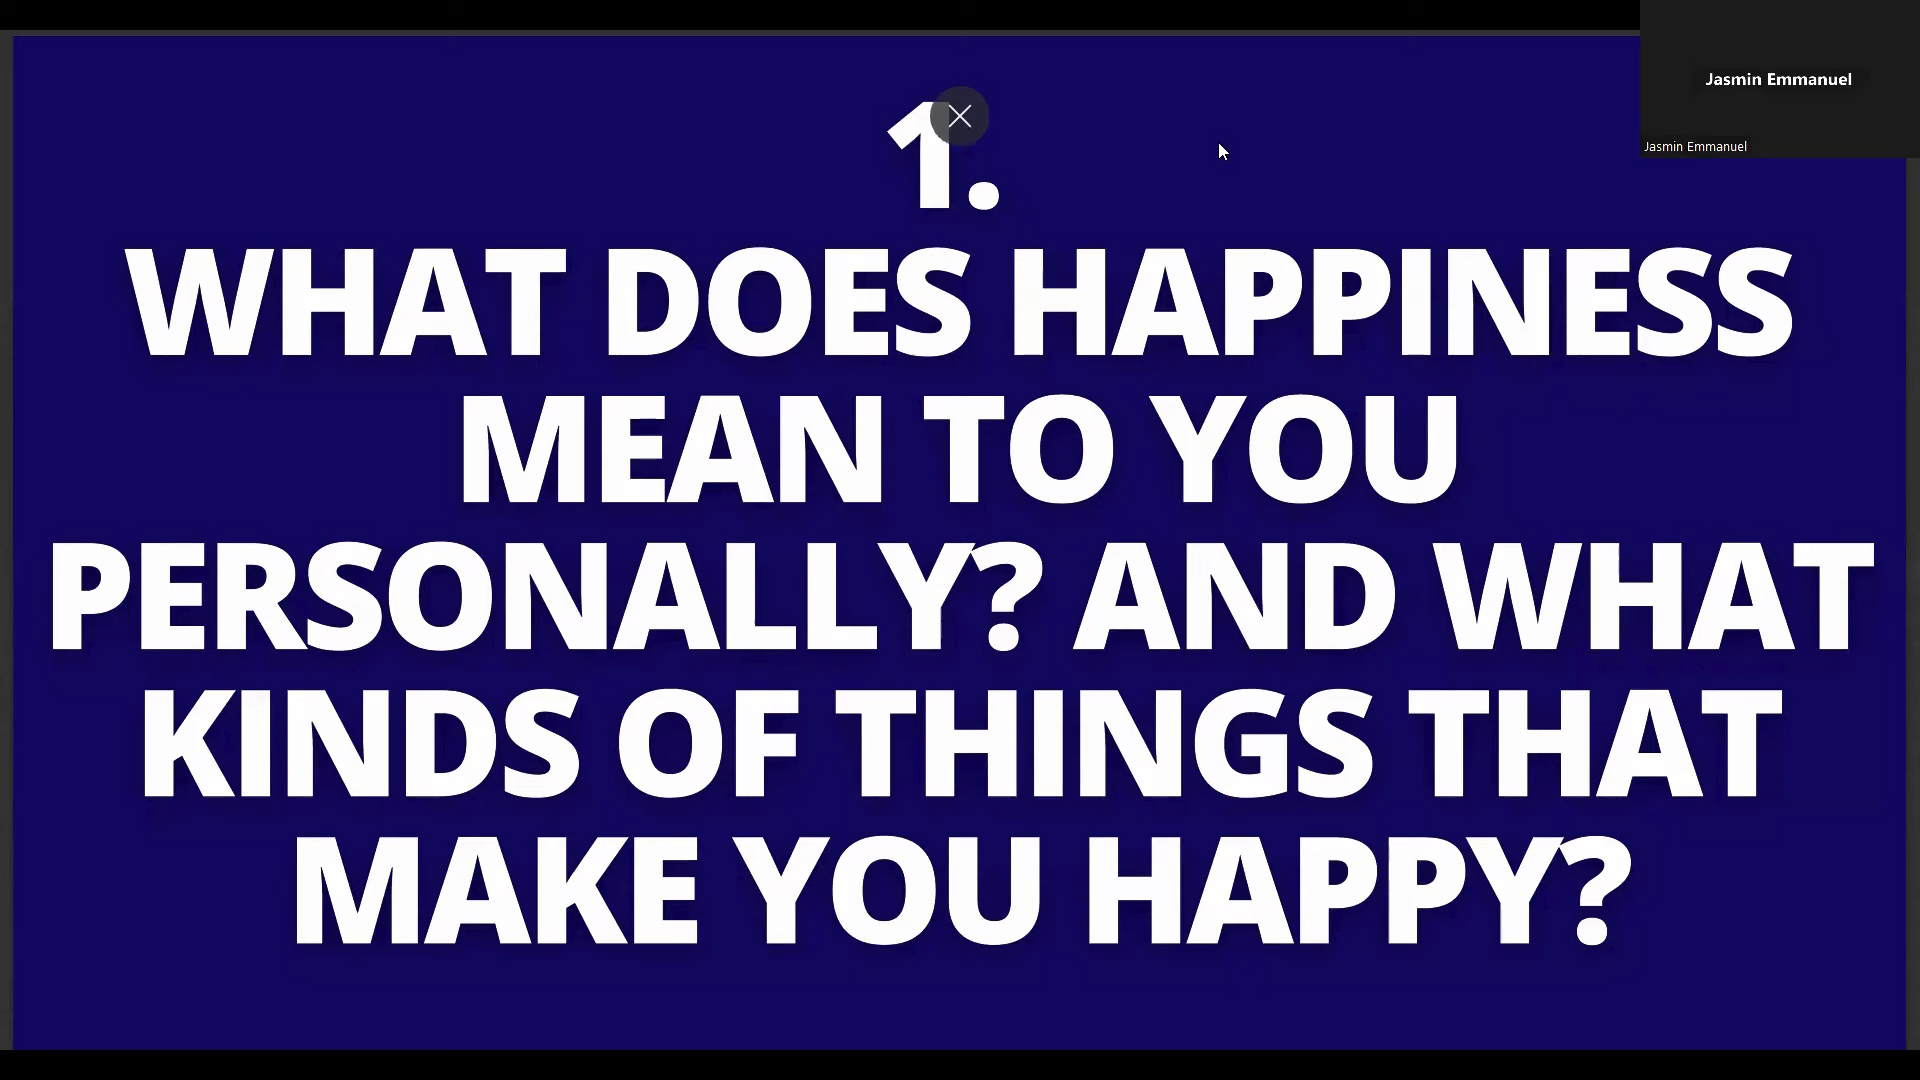 Jasmin Emmanuel
Jasmin Emmanuel
1.
WHAT DOES HAPPINESS
MEAN TO YOU
PERSONALLY? AND WHAT
KINDS OF THINGS THAT
MAKE YOU HAPPY?